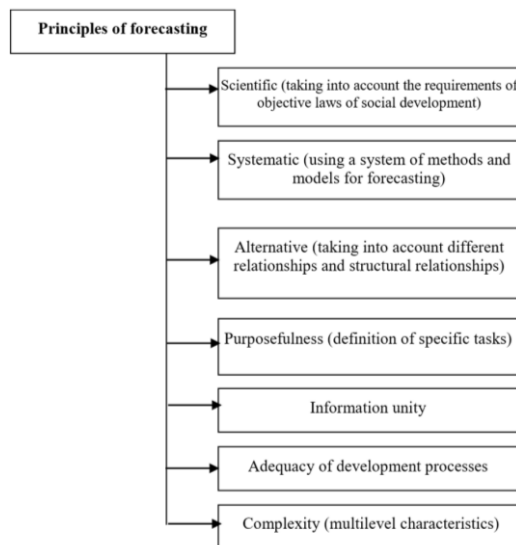 Principles of forecasting
Scientific (taking into account the requirements of
objective laws of social development)
Systematic (using a system of methods and
models for forecasting)
Alternative (taking into account different
relationships and structural relationships)
Purposefulness (definition of specific tasks)
Information unity
Adequacy of development processes
Complexity (multilevel characteristics)